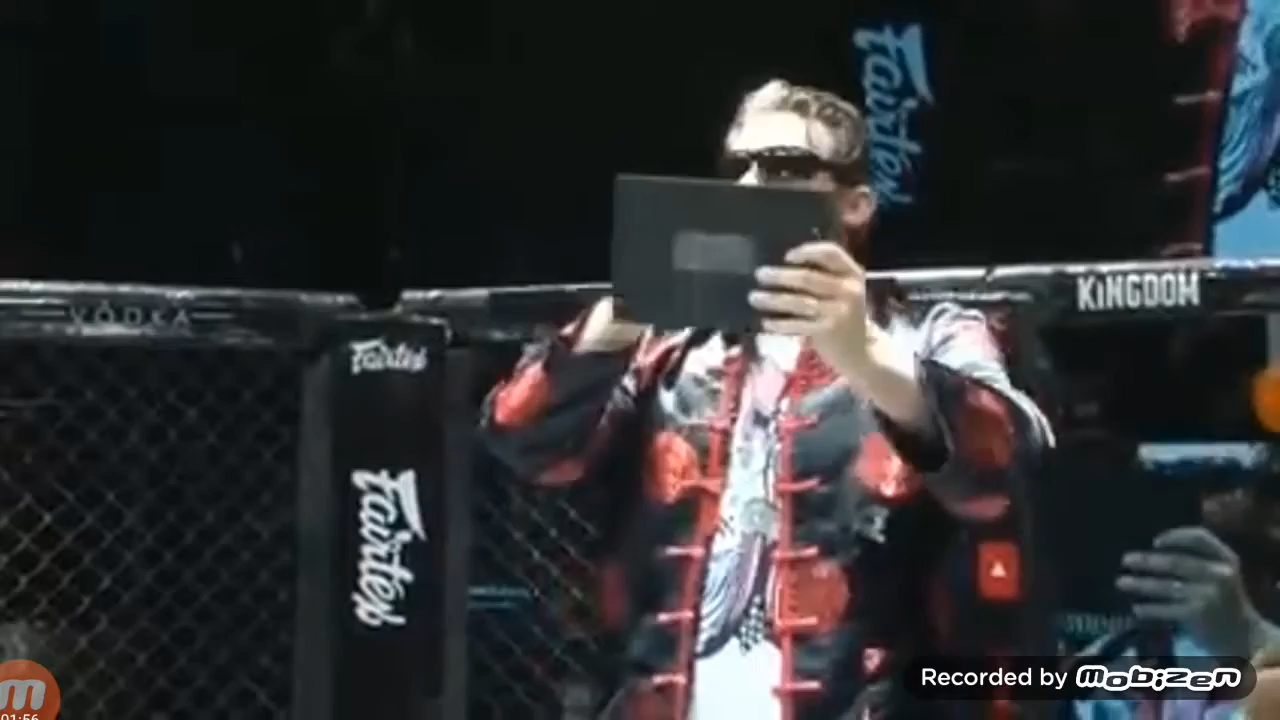 Fairtex
KINGDOM
VODKA
Fairtex
Fairtex
Recorded by mobizen
01:56